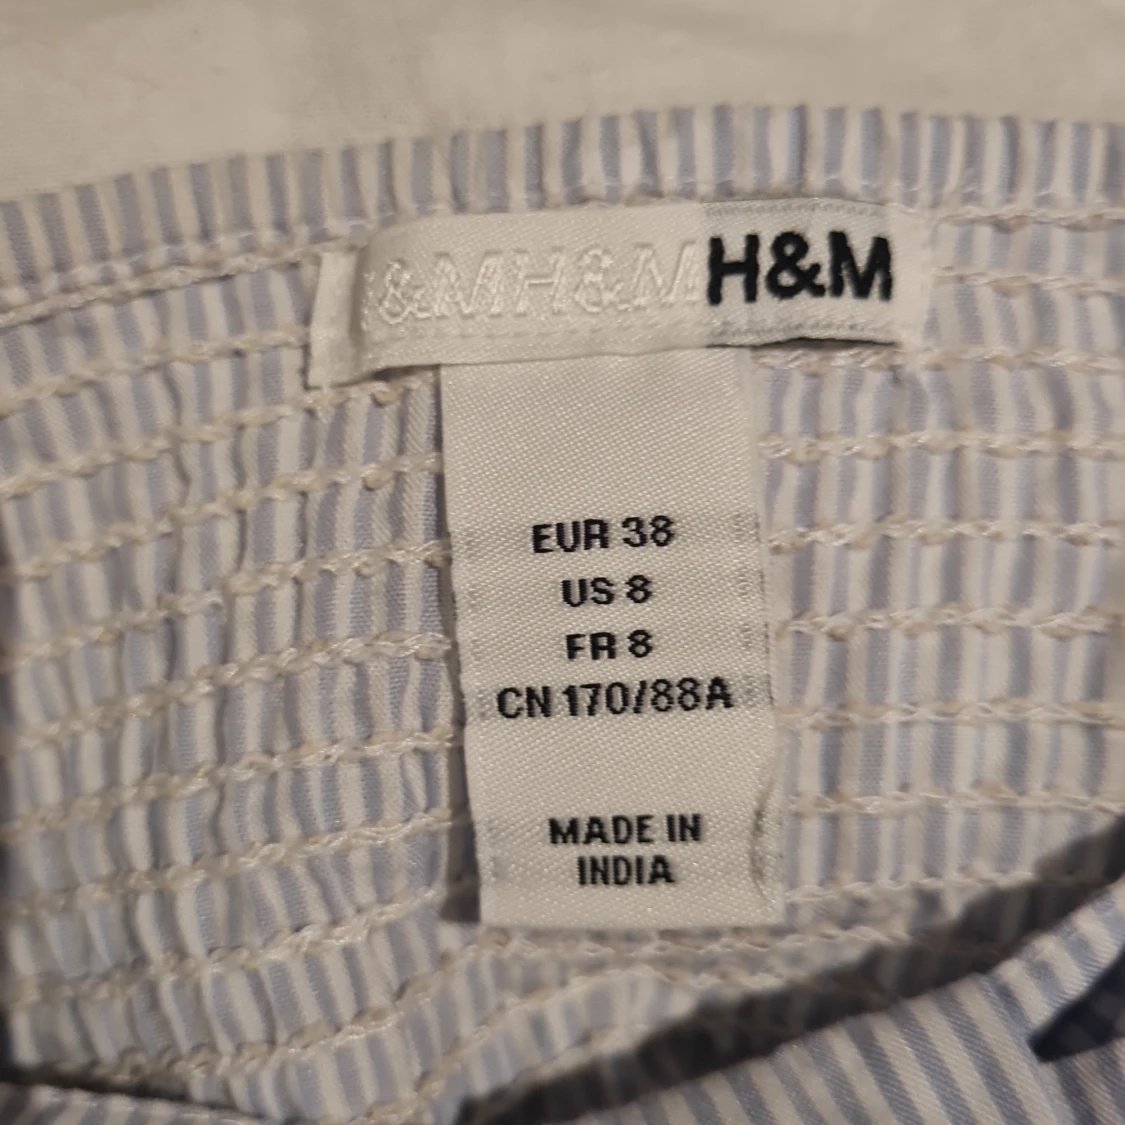 H&M H&M H&M
EUR 38
US 8
FR 8
CN 170/88A
MADE IN
INDIA